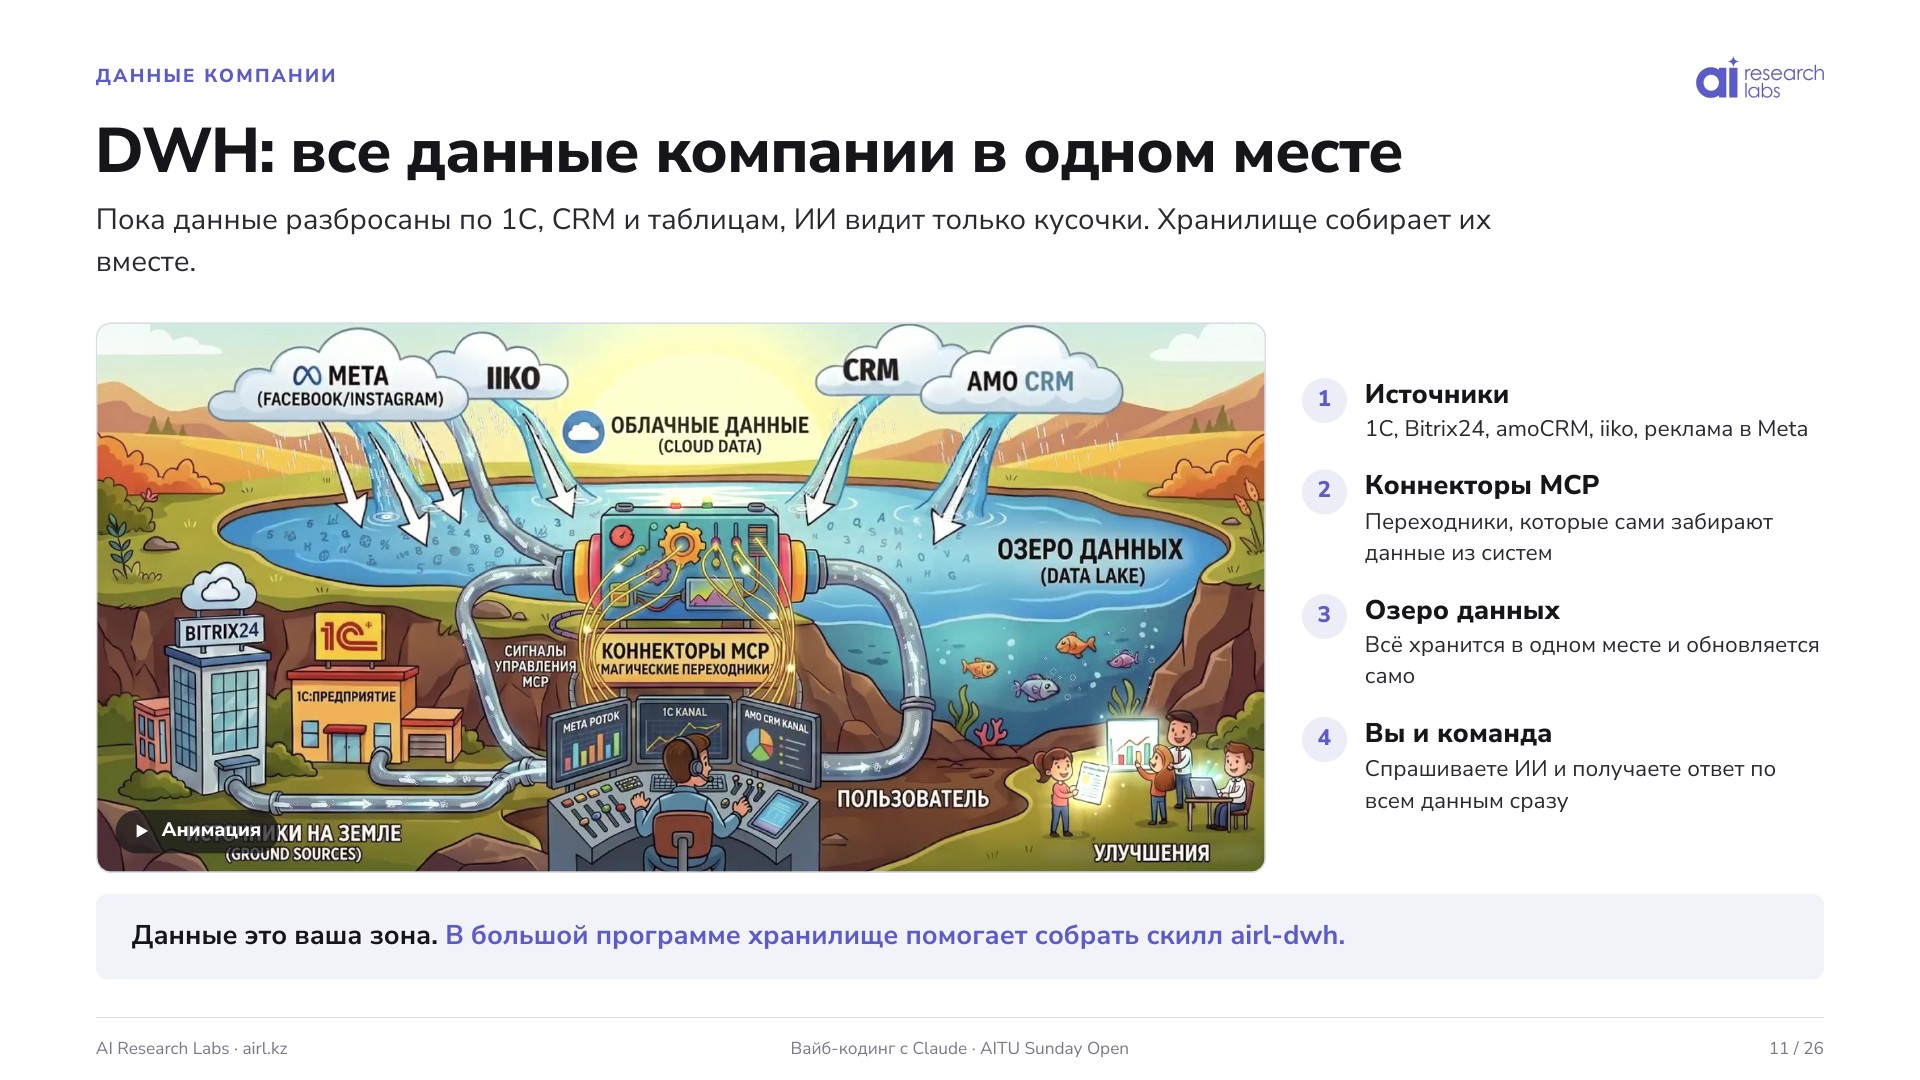 ДАННЫЕ КОМПАНИИ
ai research labs
DWH: все данные компании в одном месте
Пока данные разбросаны по 1С, CRM и таблицам, ИИ видит только кусочки. Хранилище собирает их
вместе.
META
(FACEBOOK/INSTAGRAM)
IIKO
CRM
AMO CRM
ОБЛАЧНЫЕ ДАННЫЕ
(CLOUD DATA)
ОЗЕРО ДАННЫХ
(DATA LAKE)
BITRIX24
1С
1С:ПРЕДПРИЯТИЕ
СИГНАЛЫ
УПРАВЛЕНИЯ
МСР
КОННЕКТОРЫ МСР
(МАГИЧЕСКИЕ ПЕРЕХОДНИКИ)
МЕТА РОТОК
1С KANAL
AMO CRM KANAL
ПОЛЬЗОВАТЕЛЬ
Анимация
КИ НА ЗЕМЛЕ
(GROUND SOURCES)
УЛУЧШЕНИЯ
1 Источники
1С, Bitrix24, amoCRM, iiko, реклама в Meta
2 Коннекторы MCP
Переходники, которые сами забирают
данные из систем
3 Озеро данных
Всё хранится в одном месте и обновляется
само
4 Вы и команда
Спрашиваете ИИ и получаете ответ по
всем данным сразу
Данные это ваша зона. В большой программе хранилище помогает собрать скилл airl-dwh.
AI Research Labs · airl.kz
Вайб-кодинг с Claude · AITU Sunday Open
11 / 26